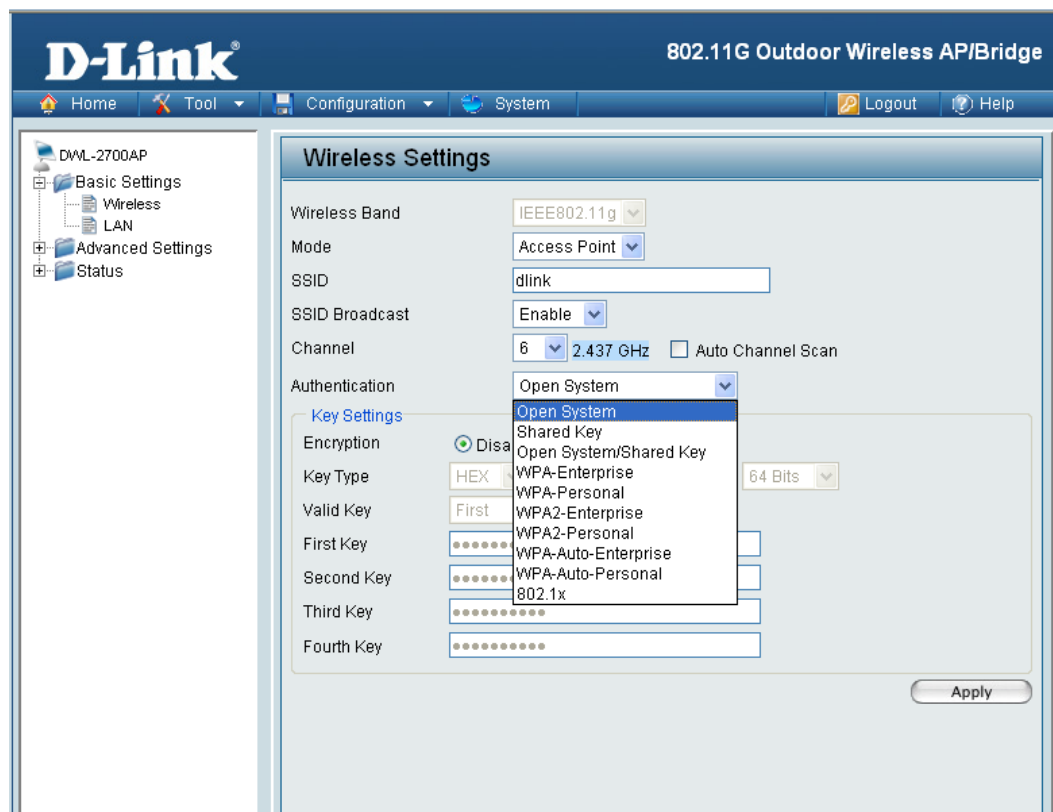 D-Link®
802.11G Outdoor Wireless AP/Bridge
Home Tool Configuration System Logout Help
DWL-2700AP
Basic Settings
Wireless
LAN
Advanced Settings
Status
Wireless Settings
Wireless Band IEEE802.11g
Mode Access Point
SSID dlink
SSID Broadcast Enable
Channel 6 2.437 GHz Auto Channel Scan
Authentication Open System
Open System
Shared Key
Open System/Shared Key
WPA-Enterprise
WPA-Personal
WPA2-Enterprise
WPA2-Personal
WPA-Auto-Enterprise
WPA-Auto-Personal
802.1x
Key Settings
Encryption Disa
Key Type HEX 64 Bits
Valid Key First
First Key
Second Key
Third Key
Fourth Key
Apply